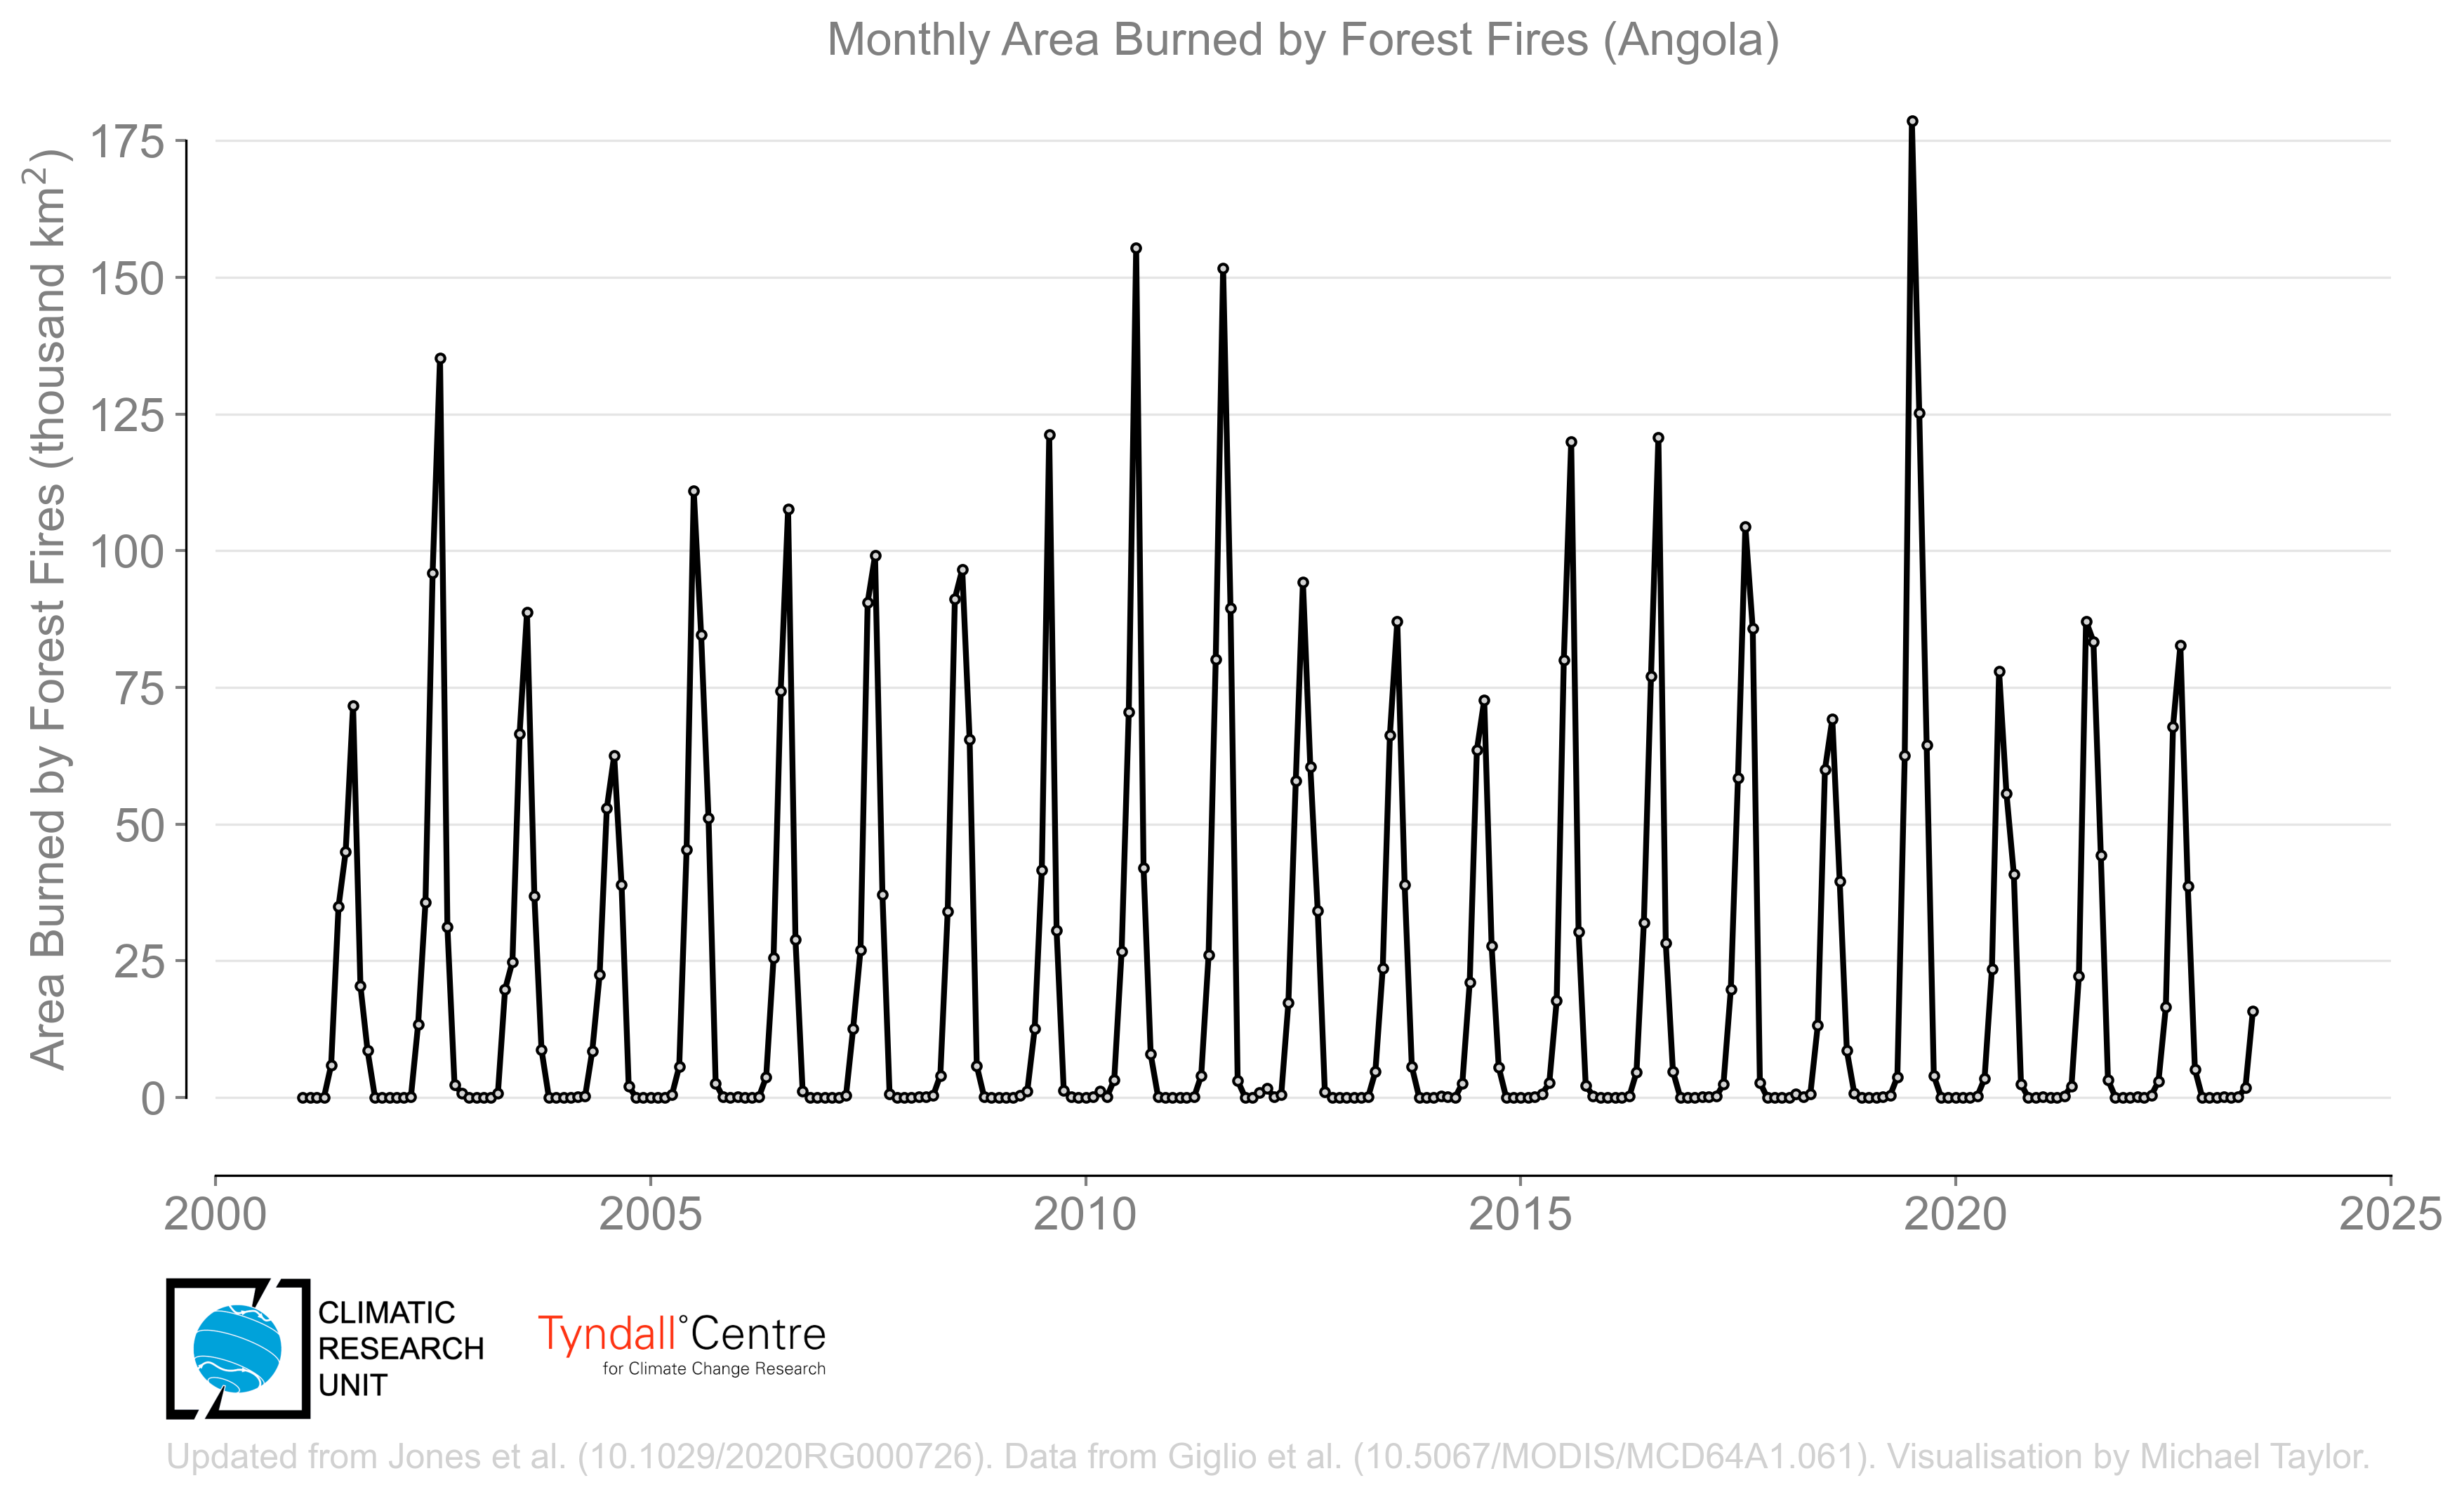 Monthly Area Burned by Forest Fires (Angola)
Area Burned by Forest Fires (thousand km²)
175
150
125
100
75
50
25
0
2000 2005 2010 2015 2020 2025
CLIMATIC
RESEARCH
UNIT
Tyndall°Centre
for Climate Change Research
Updated from Jones et al. (10.1029/2020RG000726). Data from Giglio et al. (10.5067/MODIS/MCD64A1.061). Visualisation by Michael Taylor.